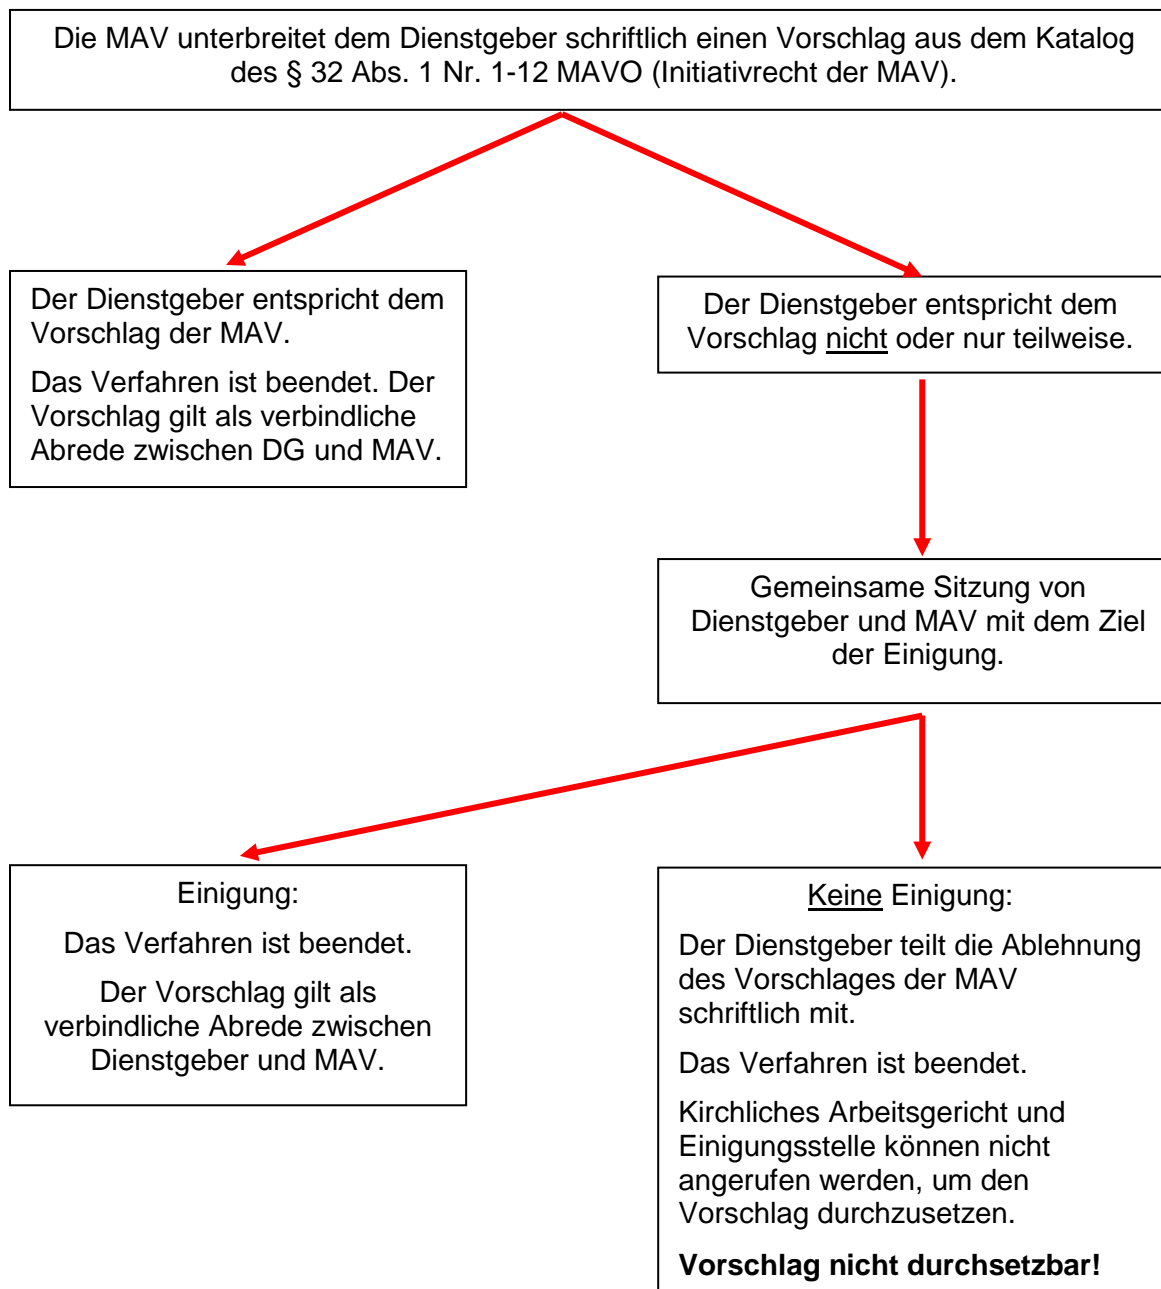 Die MAV unterbreitet dem Dienstgeber schriftlich einen Vorschlag aus dem Katalog
des § 32 Abs. 1 Nr. 1-12 MAVO (Initiativrecht der MAV).
Der Dienstgeber entspricht dem
Vorschlag der MAV.
Das Verfahren ist beendet. Der
Vorschlag gilt als verbindliche
Abrede zwischen DG und MAV.
Der Dienstgeber entspricht dem
Vorschlag nicht oder nur teilweise.
Gemeinsame Sitzung von
Dienstgeber und MAV mit dem Ziel
der Einigung.
Einigung:
Das Verfahren ist beendet.
Der Vorschlag gilt als
verbindliche Abrede zwischen
Dienstgeber und MAV.
Keine Einigung:
Der Dienstgeber teilt die Ablehnung
des Vorschlages der MAV
schriftlich mit.
Das Verfahren ist beendet.
Kirchliches Arbeitsgericht und
Einigungsstelle können nicht
angerufen werden, um den
Vorschlag durchzusetzen.
Vorschlag nicht durchsetzbar!